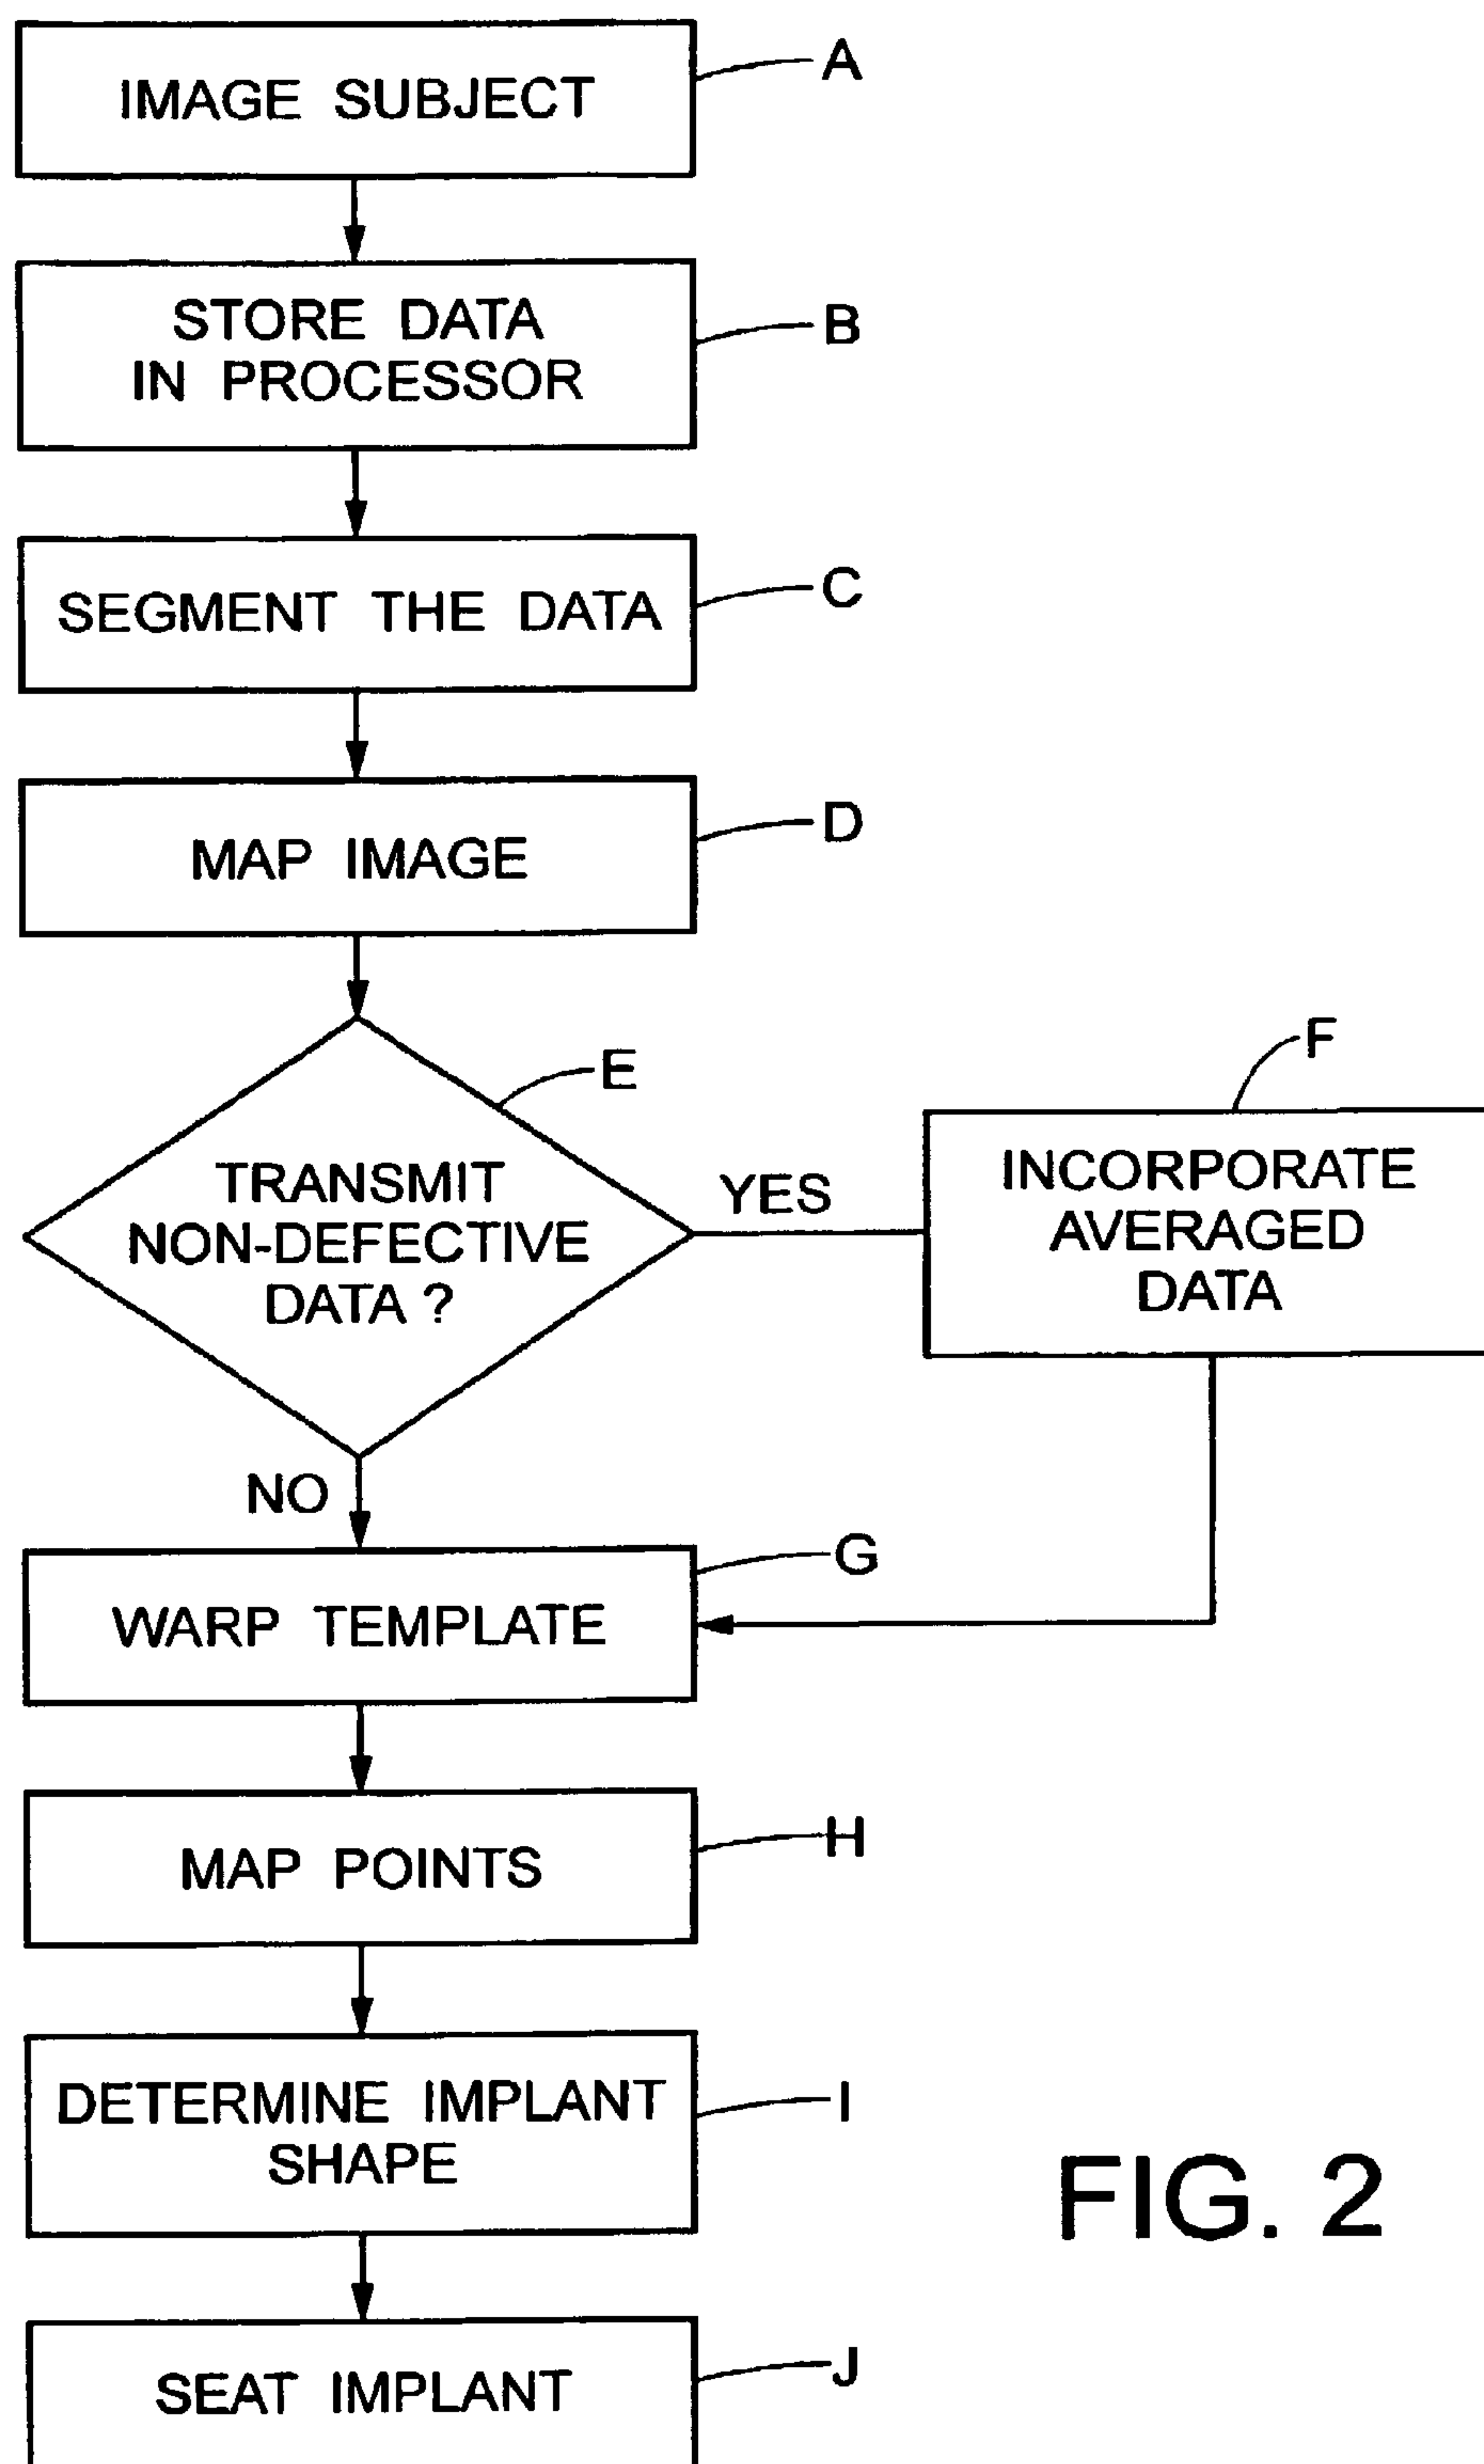 IMAGE SUBJECT
A
STORE DATA
IN PROCESSOR
B
SEGMENT THE DATA
C
MAP IMAGE
D
E
TRANSMIT
NON-DEFECTIVE
DATA ?
YES
F
INCORPORATE
AVERAGED
DATA
NO
WARP TEMPLATE
G
MAP POINTS
H
DETERMINE IMPLANT
SHAPE
I
SEAT IMPLANT
J
FIG. 2